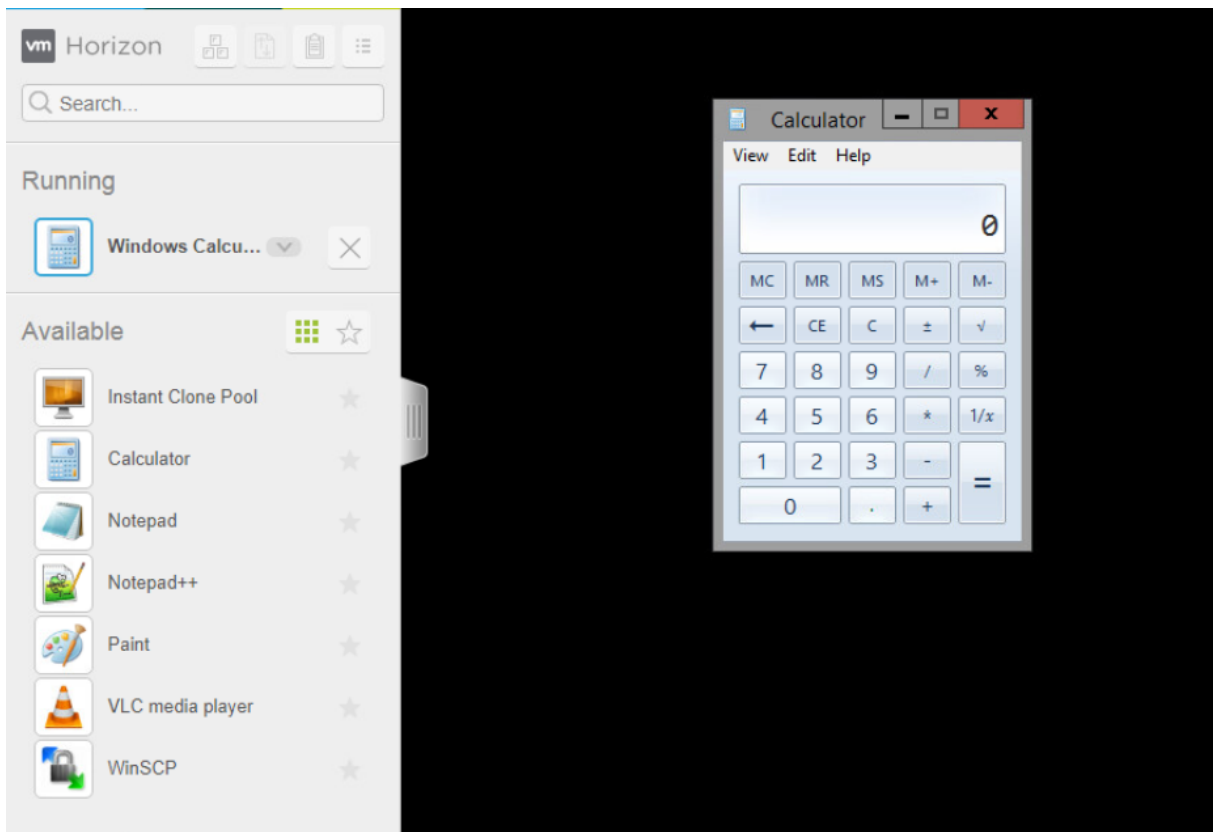 vm Horizon
Search...
Running
Windows Calcu...
Available
Instant Clone Pool
Calculator
Notepad
Notepad++
Paint
VLC media player
WinSCP
Calculator
View Edit Help
0
MC MR MS M+ M-
← CE C ± √
7 8 9 / %
4 5 6 * 1/x
1 2 3 - =
0 . +